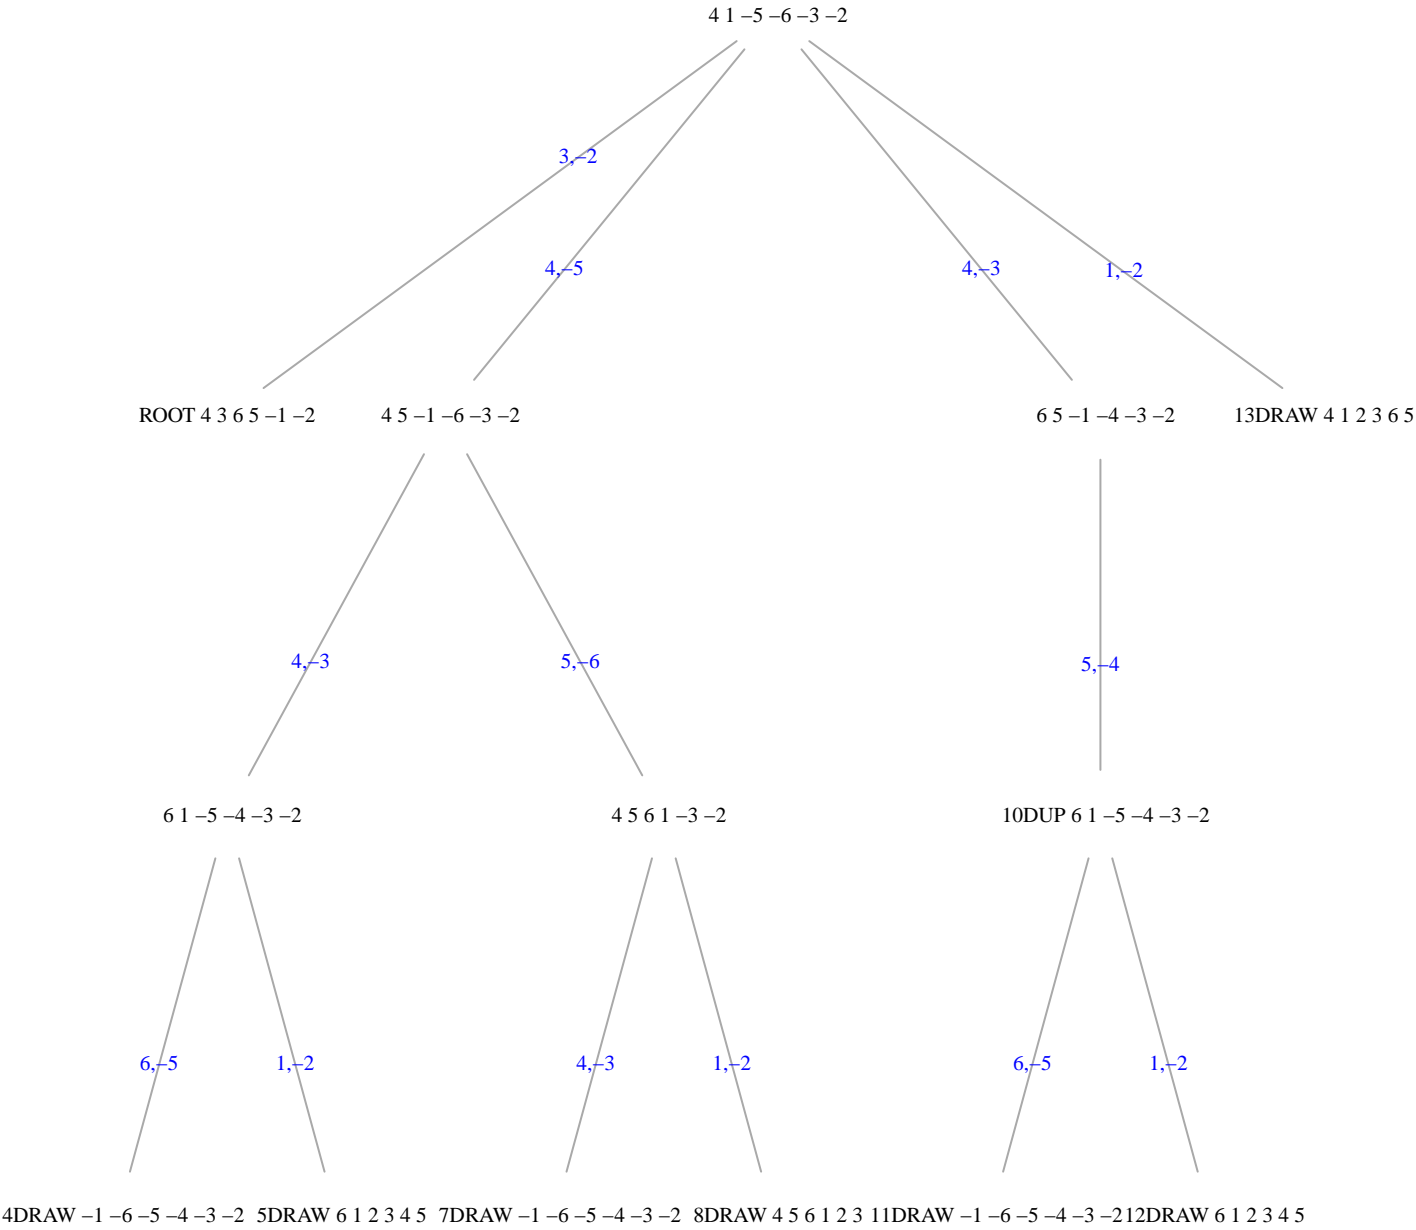 4 1 –5 –6 –3 –2
3,–2
4,–5
4,–3
1,–2
ROOT 4 3 6 5 –1 –2
4 5 –1 –6 –3 –2
6 5 –1 –4 –3 –2
13DRAW 4 1 2 3 6 5
4,–3
5,–6
5,–4
6 1 –5 –4 –3 –2
4 5 6 1 –3 –2
10DUP 6 1 –5 –4 –3 –2
6,–5
1,–2
4,–3
1,–2
6,–5
1,–2
4DRAW –1 –6 –5 –4 –3 –2
5DRAW 6 1 2 3 4 5
7DRAW –1 –6 –5 –4 –3 –2
8DRAW 4 5 6 1 2 3
11DRAW –1 –6 –5 –4 –3 –2
12DRAW 6 1 2 3 4 5